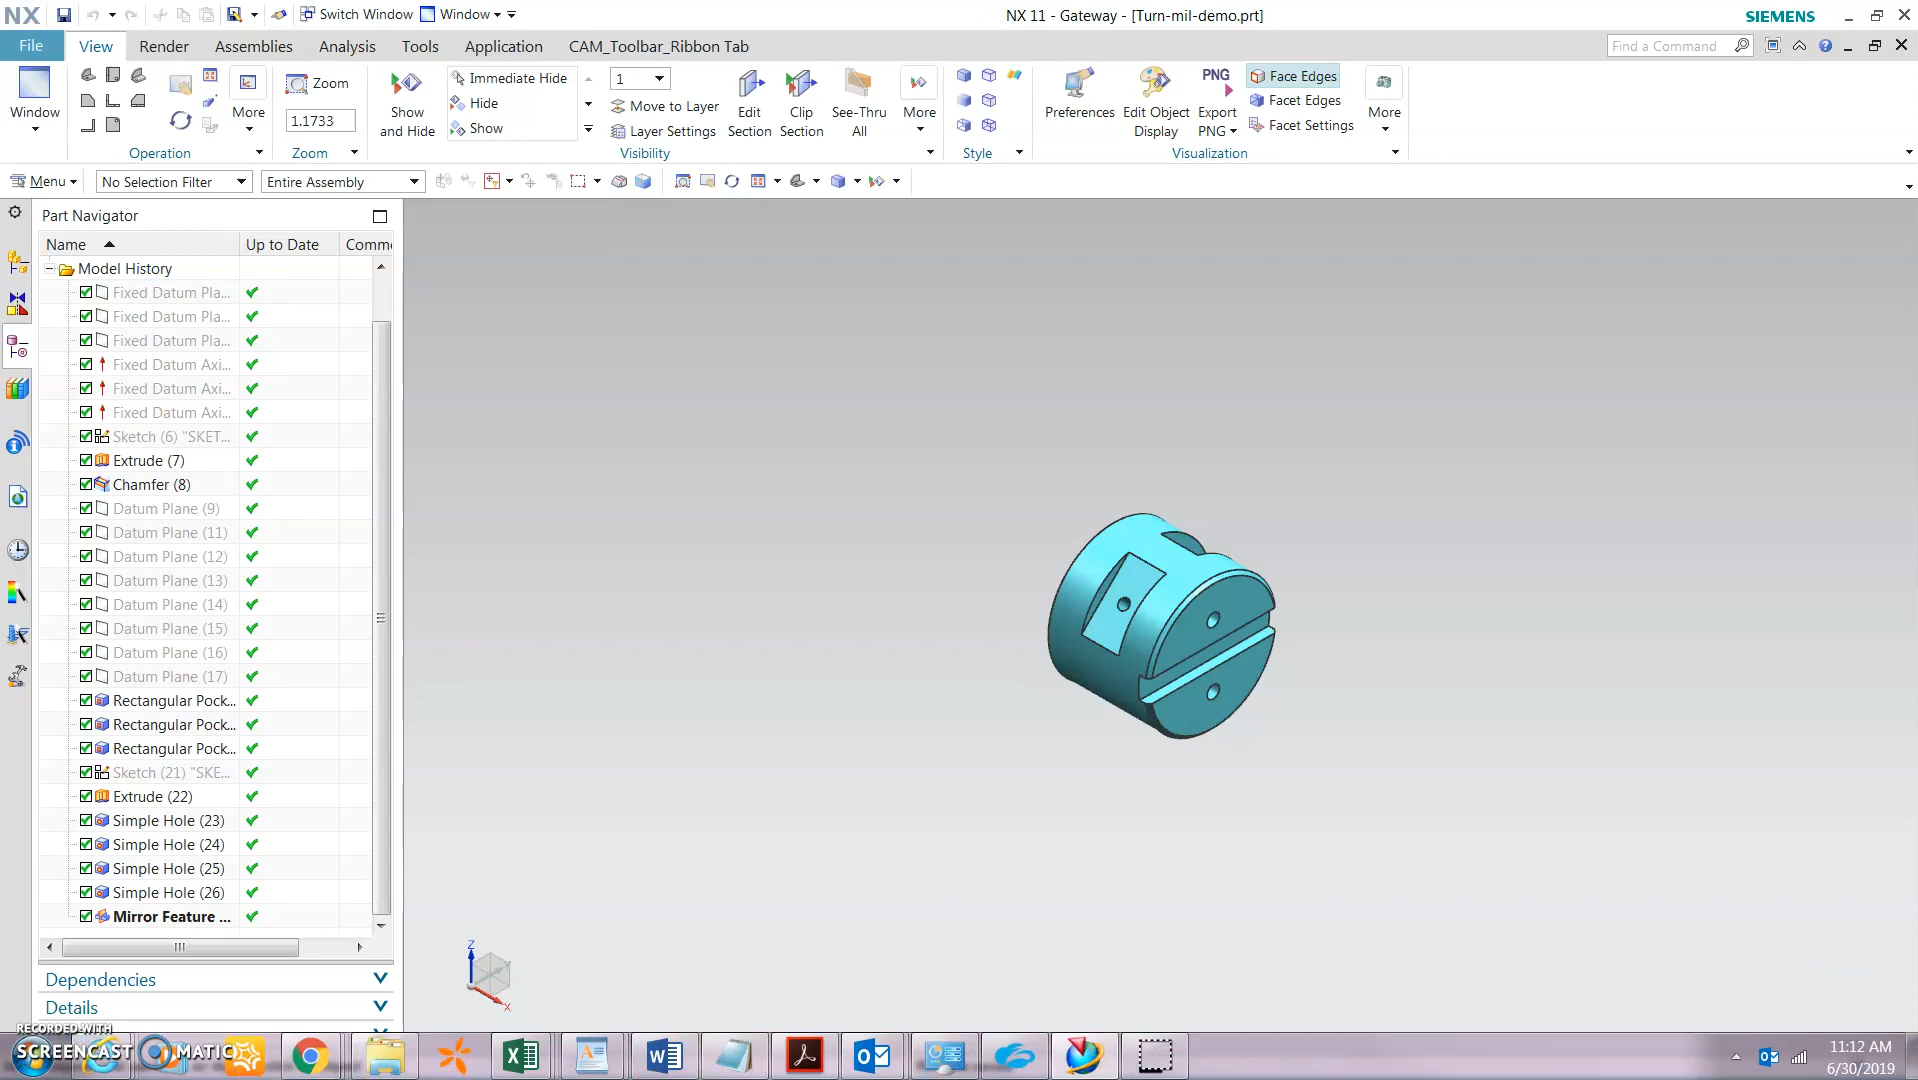 NX
Switch Window
Window
NX 11 - Gateway - [Turn-mil-demo.prt]
SIEMENS
File
View
Render
Assemblies
Analysis
Tools
Application
CAM_Toolbar_Ribbon Tab
Find a Command
Window
More
Operation
Zoom
1.1733
Zoom
Show
and Hide
Immediate Hide
Hide
Show
1
Move to Layer
Layer Settings
Visibility
Edit
Section
Clip
Section
See-Thru
All
More
Style
Preferences
Edit Object
Display
PNG
Export
PNG
Face Edges
Facet Edges
Facet Settings
More
Visualization
Menu
No Selection Filter
Entire Assembly
Part Navigator
Name
Up to Date
Comm
Model History
Fixed Datum Pla...
Fixed Datum Pla...
Fixed Datum Pla...
Fixed Datum Axi...
Fixed Datum Axi...
Fixed Datum Axi...
Sketch (6) "SKET...
Extrude (7)
Chamfer (8)
Datum Plane (9)
Datum Plane (11)
Datum Plane (12)
Datum Plane (13)
Datum Plane (14)
Datum Plane (15)
Datum Plane (16)
Datum Plane (17)
Rectangular Pock...
Rectangular Pock...
Rectangular Pock...
Sketch (21) "SKE...
Extrude (22)
Simple Hole (23)
Simple Hole (24)
Simple Hole (25)
Simple Hole (26)
Mirror Feature ...
Dependencies
Details
Z
X
RECORDED WITH
SCREENCAST MATIC
11:12 AM
6/30/2019